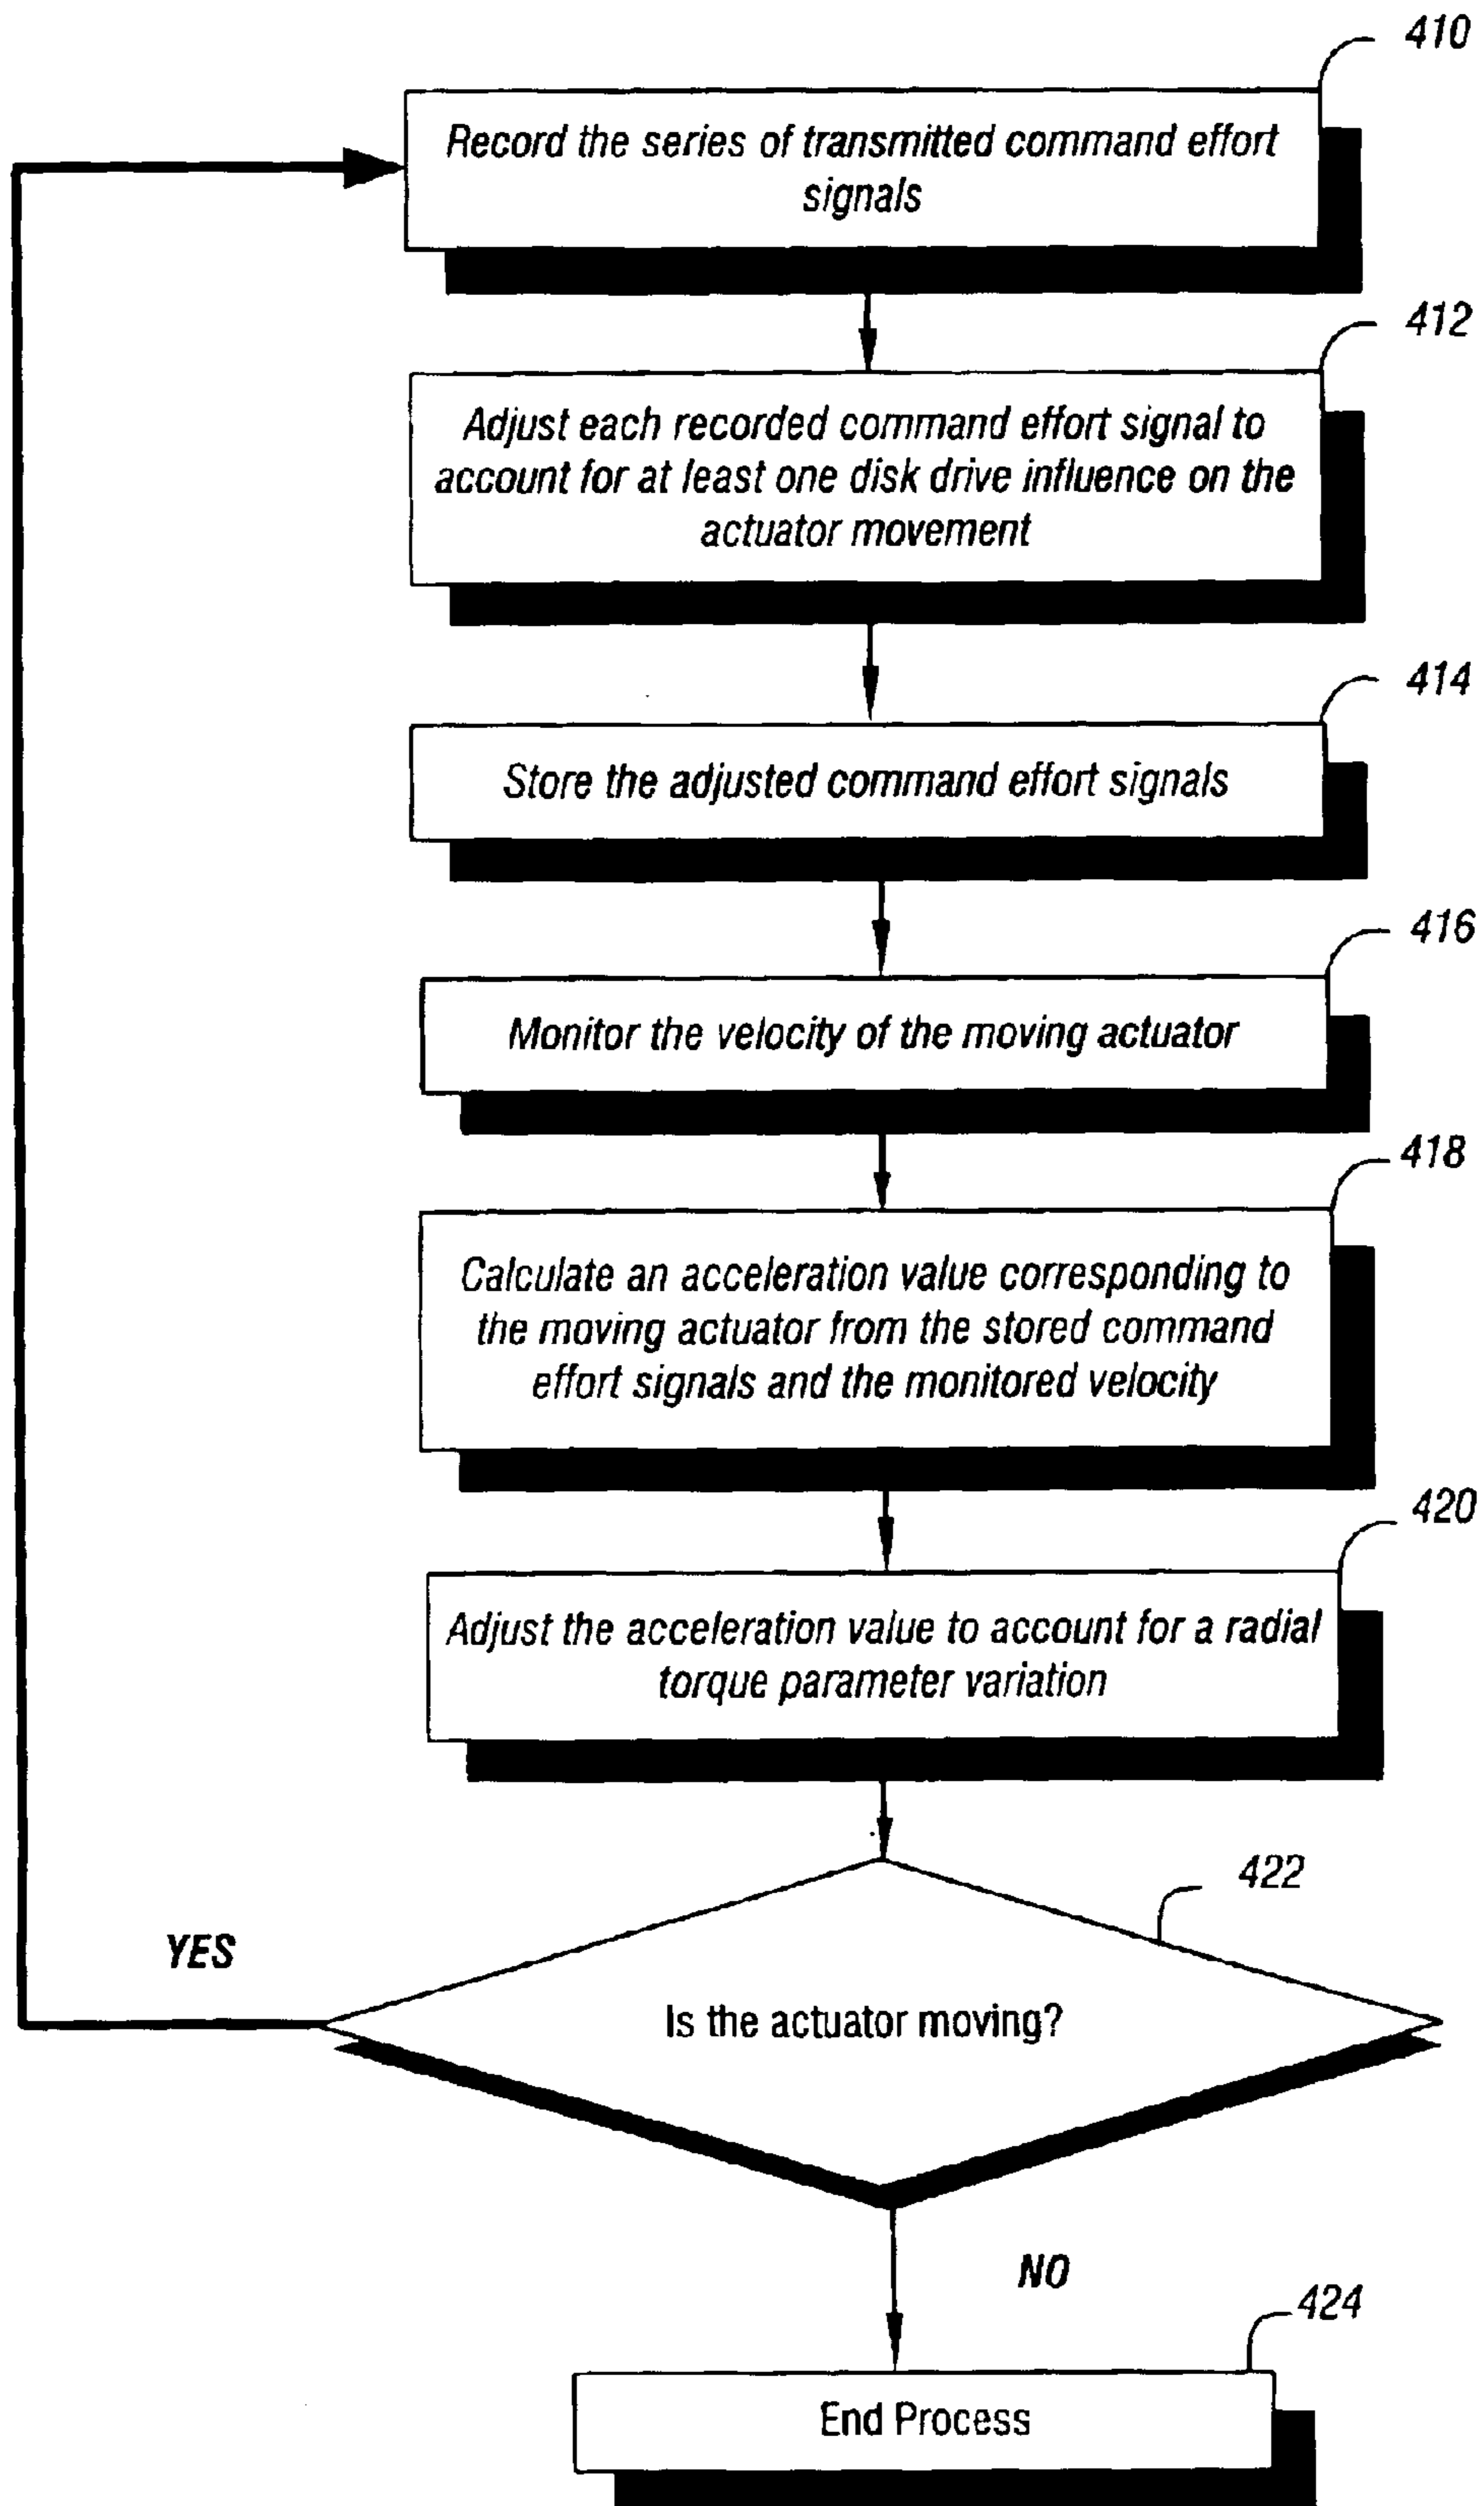 410
Record the series of transmitted command effort
signals
412
Adjust each recorded command effort signal to
account for at least one disk drive influence on the
actuator movement
414
Store the adjusted command effort signals
416
Monitor the velocity of the moving actuator
418
Calculate an acceleration value corresponding to
the moving actuator from the stored command
effort signals and the monitored velocity
420
Adjust the acceleration value to account for a radial
torque parameter variation
422
YES
Is the actuator moving?
NO
424
End Process